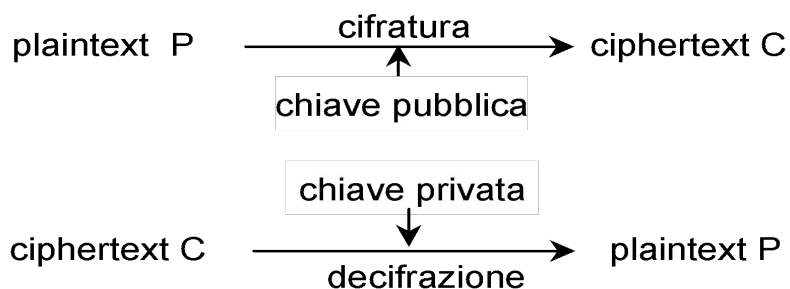 cifratura
plaintext P
ciphertext C
chiave pubblica
chiave privata
ciphertext C
plaintext P
decifrazione